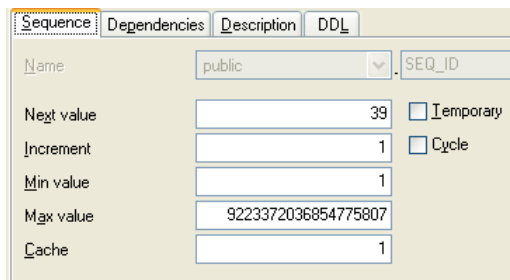 Sequence Dependencies Description DDL
Name public . SEQ_ID
Next value 39 Temporary
Increment 1 Cycle
Min value 1
Max value 9223372036854775807
Cache 1